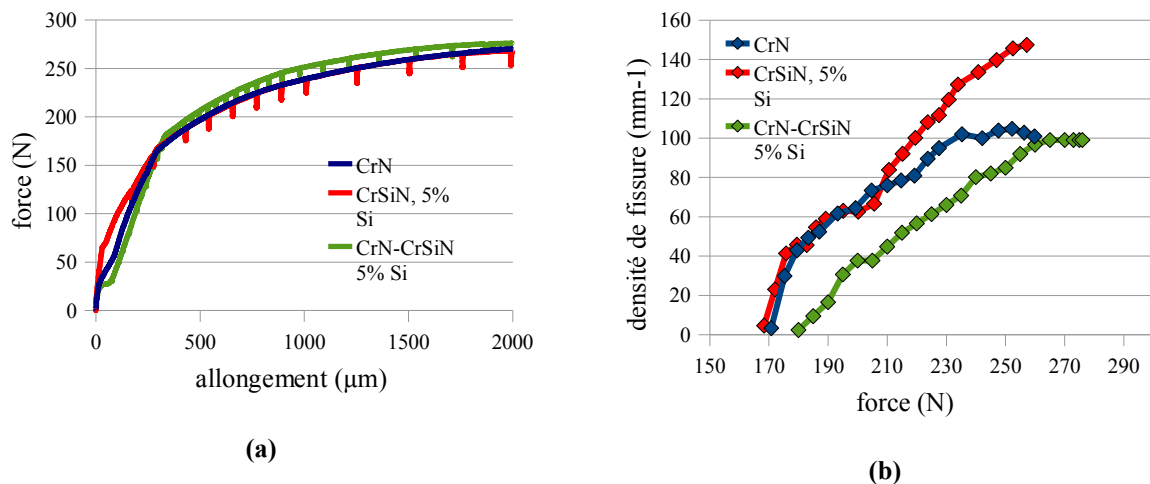 300
250
200
150
100
50
0
force (N)
CrN
CrSiN, 5%
Si
CrN-CrSiN
5% Si
0
500
1000
1500
2000
allongement (μm)
(a)
160
140
120
100
80
60
40
20
0
densité de fissure (mm-1)
CrN
CrSiN, 5%
Si
CrN-CrSiN
5% Si
150
170
190
210
230
250
270
290
force (N)
(b)